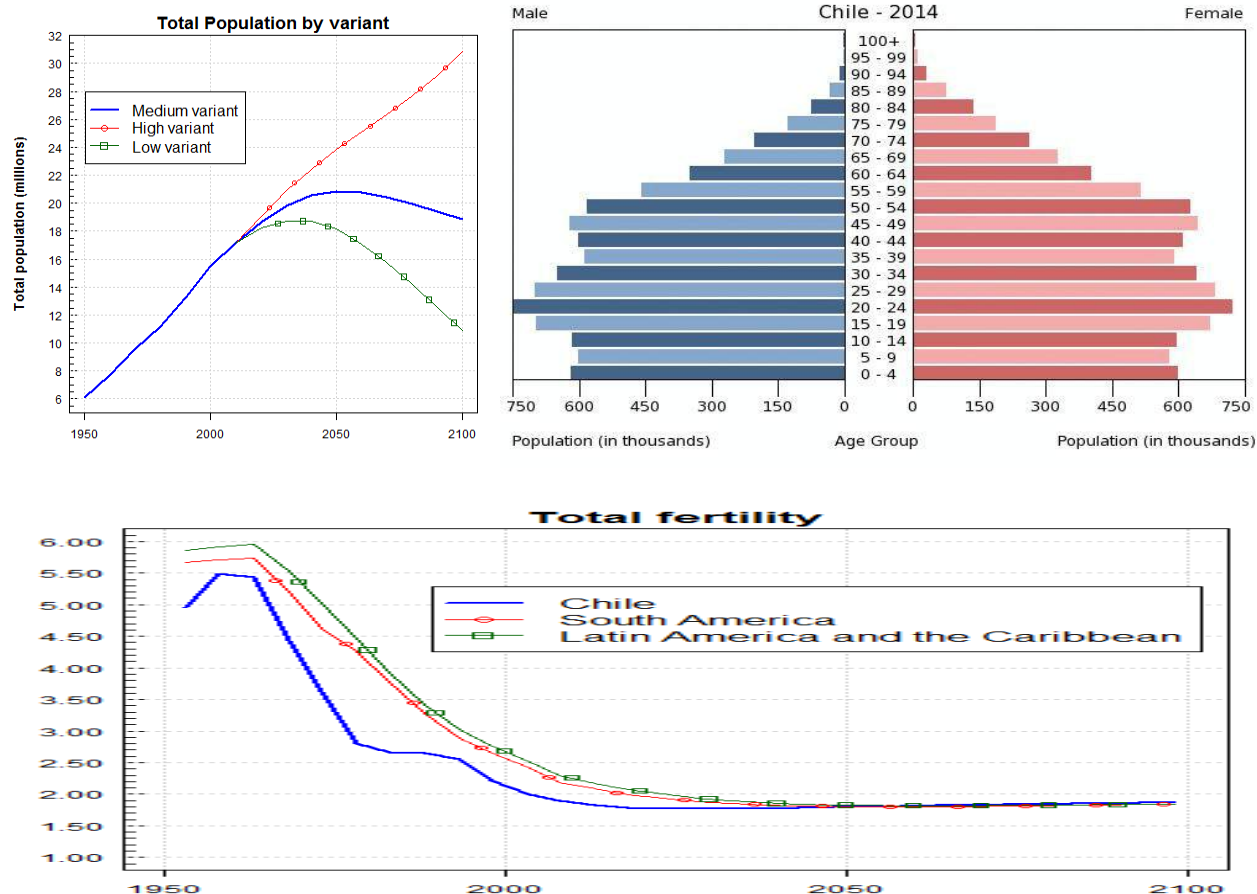 Total Population by variant
Total population (millions)
32
30
28
26
24
22
20
18
16
14
12
10
8
6
Medium variant
High variant
Low variant
1950 2000 2050 2100
Male Chile - 2014 Female
100+
95 - 99
90 - 94
85 - 89
80 - 84
75 - 79
70 - 74
65 - 69
60 - 64
55 - 59
50 - 54
45 - 49
40 - 44
35 - 39
30 - 34
25 - 29
20 - 24
15 - 19
10 - 14
5 - 9
0 - 4
750 600 450 300 150 0 0 150 300 450 600 750
Population (in thousands) Age Group Population (in thousands)
Total fertility
6.00
5.50
5.00
4.50
4.00
3.50
3.00
2.50
2.00
1.50
1.00
Chile
South America
Latin America and the Caribbean
1950 2000 2050 2100